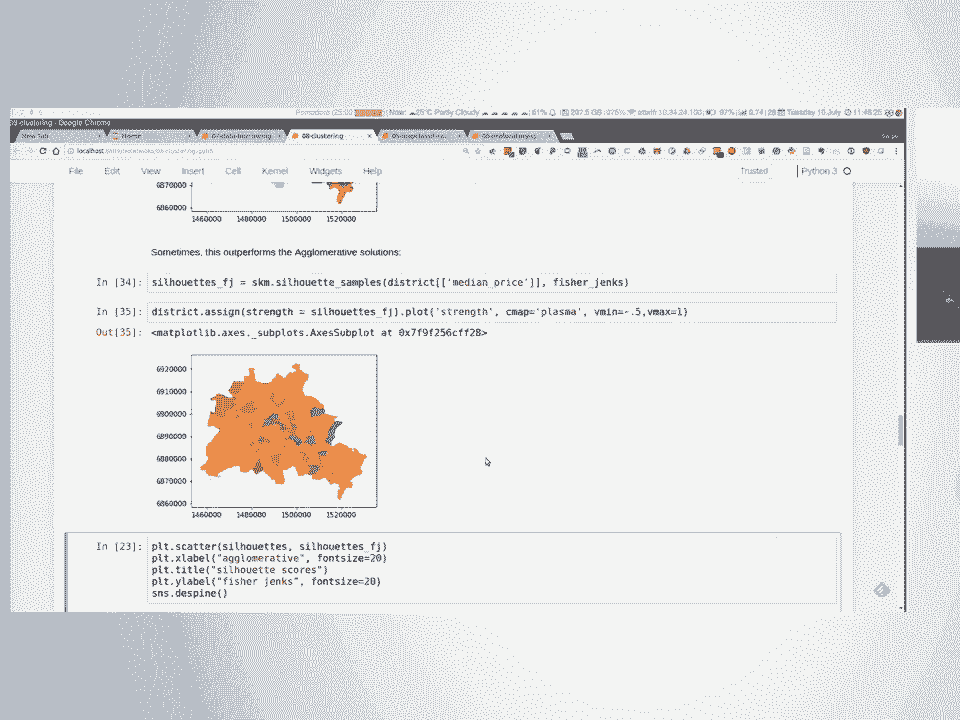 08-clustering - Google Chrome
Tuesday 10 July
New Tab
Home
08-clustering
File Edit View Insert Cell Kernel Widgets Help
Trusted Python 3
6870000
6860000
1460000 1480000 1500000 1520000
Sometimes, this outperforms the Agglomerative solutions:
In [34]: silhouettes_fj = skm.silhouette_samples(district[['median_price']], fisher_jenks)
In [35]: district.assign(strength = silhouettes_fj).plot('strength', cmap='plasma', vmin=-.5,vmax=1)
Out[35]: <matplotlib.axes._subplots.AxesSubplot at 0x7f9f256cff28>
6920000
6910000
6900000
6890000
6880000
6870000
6860000
1460000 1480000 1500000 1520000
In [23]: plt.scatter(silhouettes, silhouettes_fj)
plt.xlabel("agglomerative", fontsize=20)
plt.title("silhouette scores")
plt.ylabel("fisher jenks", fontsize=20)
sns.despine()